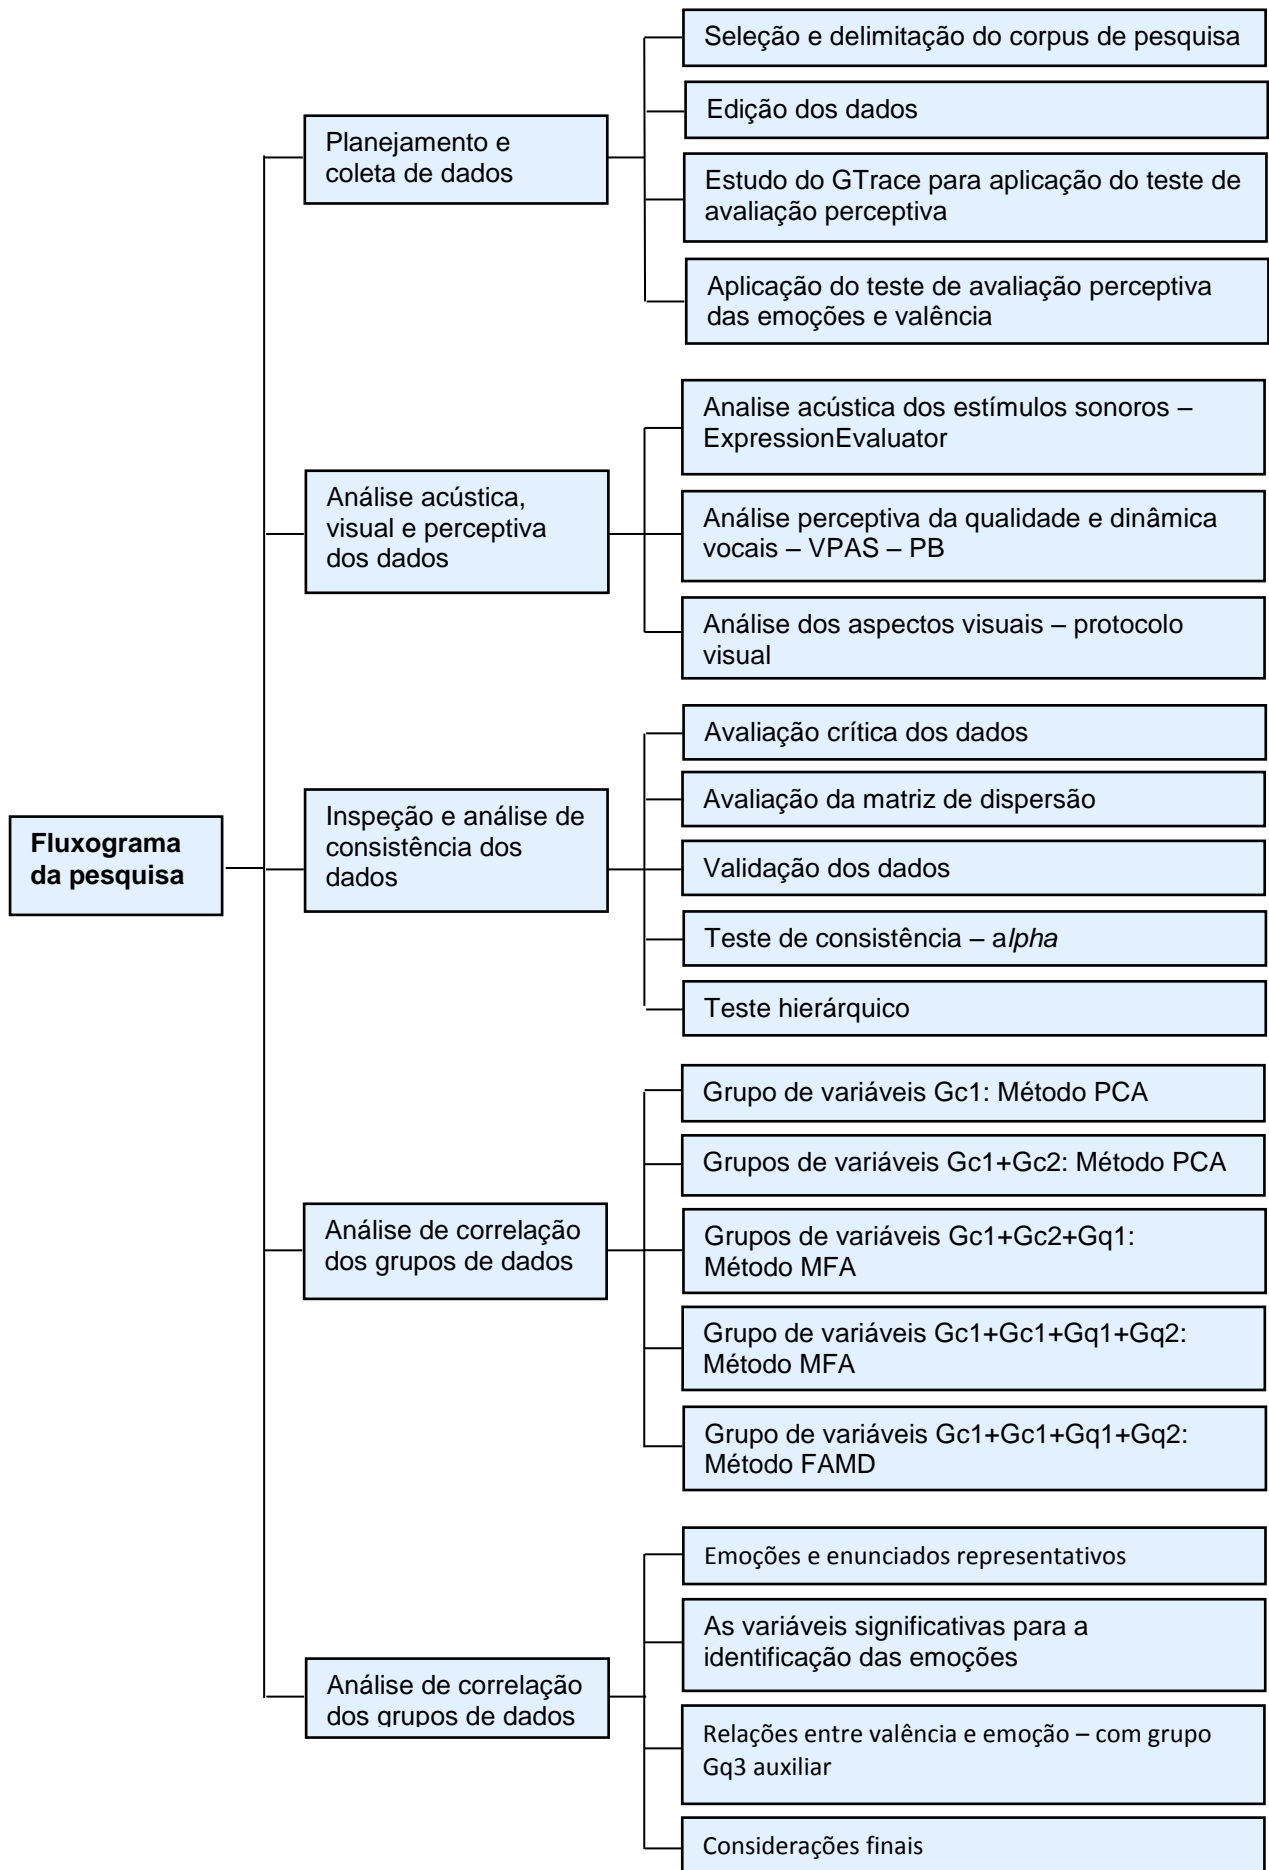 Fluxograma
da pesquisa
Planejamento e
coleta de dados
Seleção e delimitação do corpus de pesquisa
Edição dos dados
Estudo do GTrace para aplicação do teste de
avaliação perceptiva
Aplicação do teste de avaliação perceptiva
das emoções e valência
Análise acústica,
visual e perceptiva
dos dados
Analise acústica dos estímulos sonoros –
ExpressionEvaluator
Análise perceptiva da qualidade e dinâmica
vocais – VPAS – PB
Análise dos aspectos visuais – protocolo
visual
Inspeção e análise de
consistência dos
dados
Avaliação crítica dos dados
Avaliação da matriz de dispersão
Validação dos dados
Teste de consistência – alpha
Teste hierárquico
Análise de correlação
dos grupos de dados
Grupo de variáveis Gc1: Método PCA
Grupos de variáveis Gc1+Gc2: Método PCA
Grupos de variáveis Gc1+Gc2+Gq1:
Método MFA
Grupo de variáveis Gc1+Gc1+Gq1+Gq2:
Método MFA
Grupo de variáveis Gc1+Gc1+Gq1+Gq2:
Método FAMD
Análise de correlação
dos grupos de dados
Emoções e enunciados representativos
As variáveis significativas para a
identificação das emoções
Relações entre valência e emoção – com grupo
Gq3 auxiliar
Considerações finais